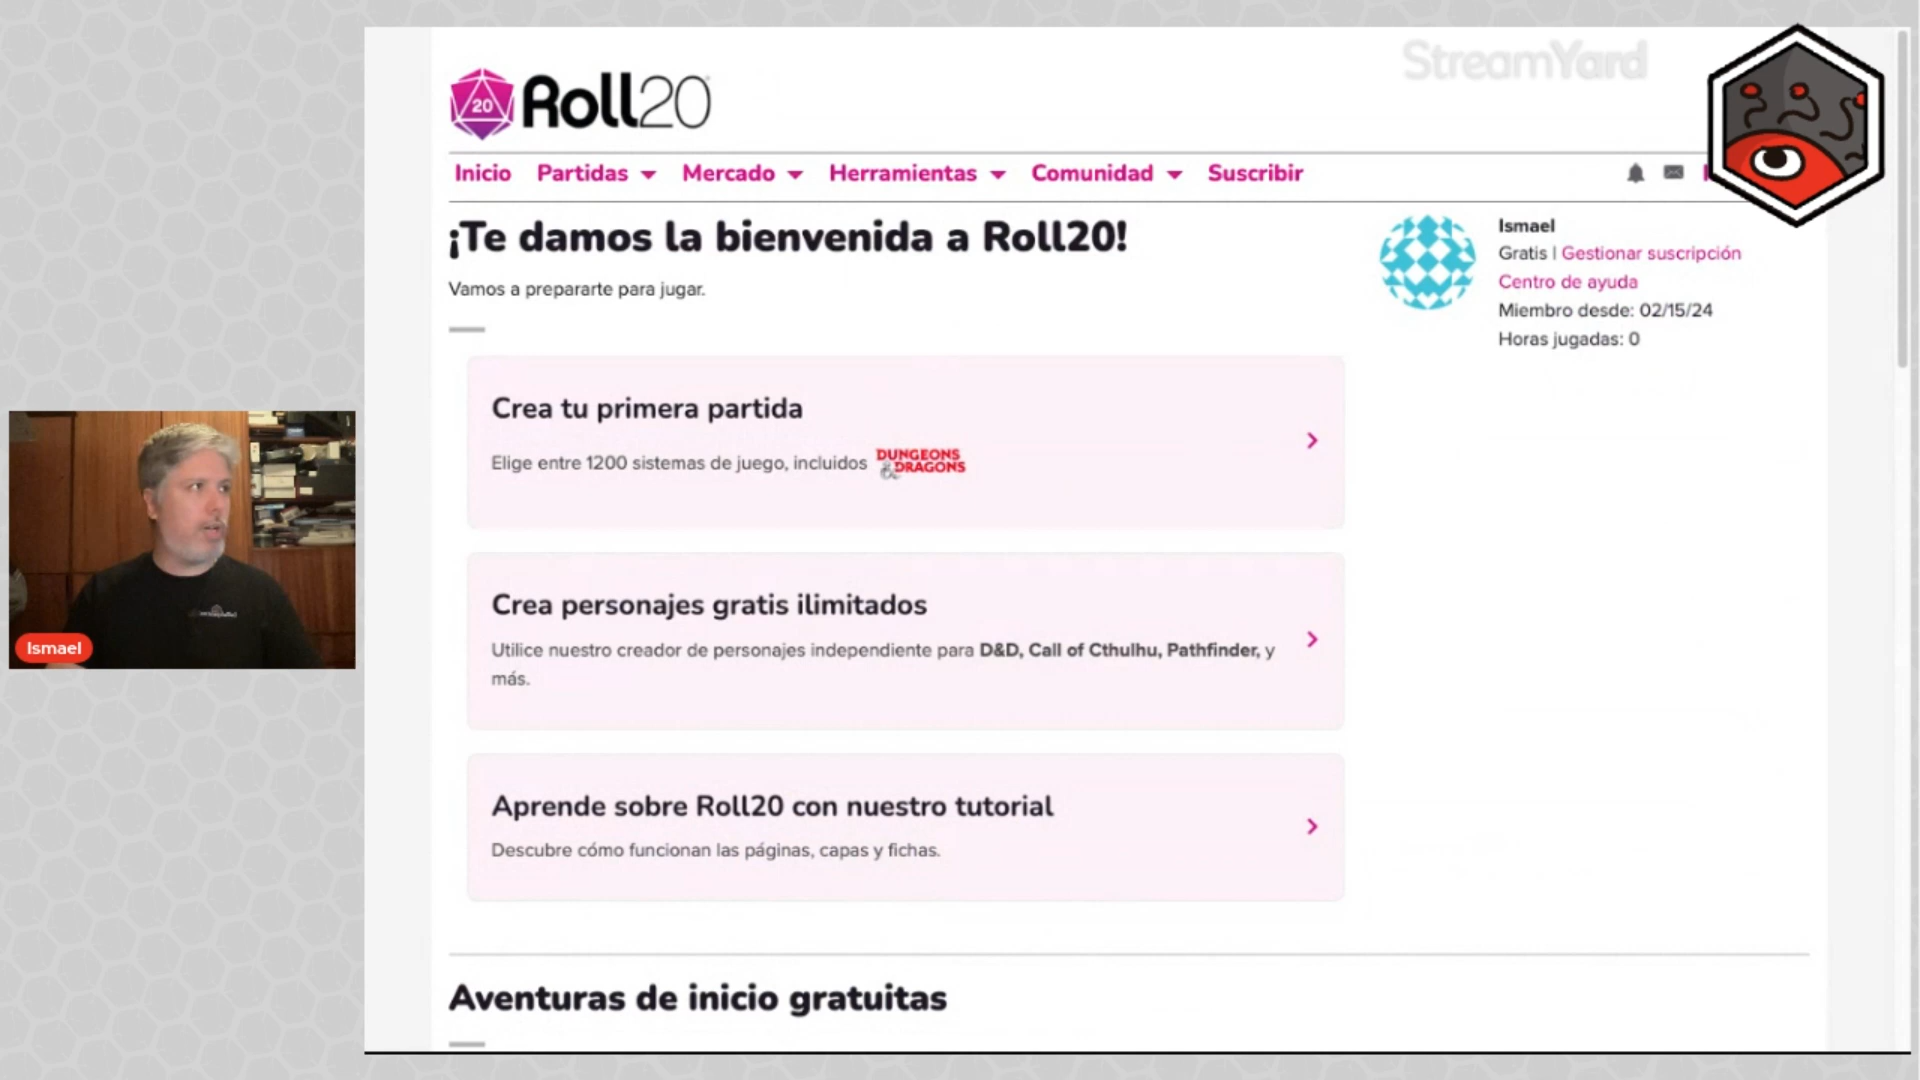 StreamYard
20 Roll20
Inicio Partidas Mercado Herramientas Comunidad Suscribir
¡Te damos la bienvenida a Roll20!
Vamos a prepararte para jugar.
Ismael
Gratis | Gestionar suscripción
Centro de ayuda
Miembro desde: 02/15/24
Horas jugadas: 0
Crea tu primera partida
Elige entre 1200 sistemas de juego, incluidos DUNGEONS & DRAGONS
Crea personajes gratis ilimitados
Utilice nuestro creador de personajes independiente para D&D, Call of Cthulhu, Pathfinder, y
más.
Aprende sobre Roll20 con nuestro tutorial
Descubre cómo funcionan las páginas, capas y fichas.
Aventuras de inicio gratuitas
Ismael